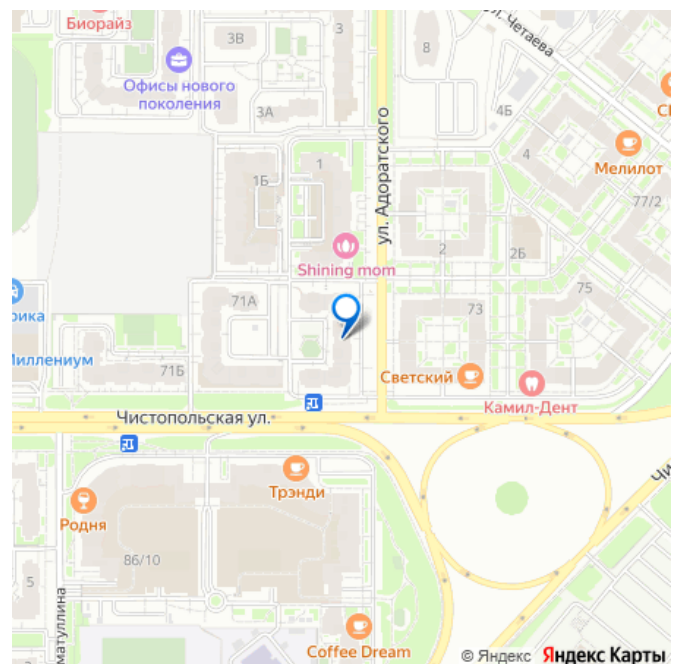 Биорайз
3В
3
8
ул. Четаева
Офисы нового
поколения
3А
4Б
ул. Адоратского
1
1Б
4
Мелилот
77/2
2
2Б
Shining mom
71А
73
75
Миллениум
71Б
Светский
Камил-Дент
Чистопольская ул.
Трэнди
Родня
86/10
5
Coffee Dream
© Яндекс Яндекс Карты